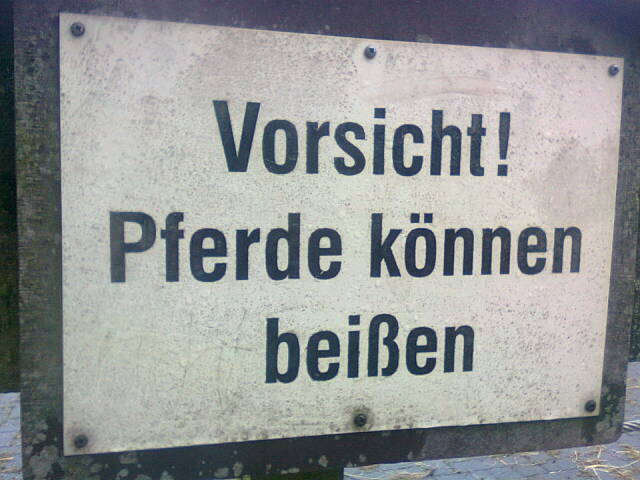 Vorsicht!
Pferde können
beißen